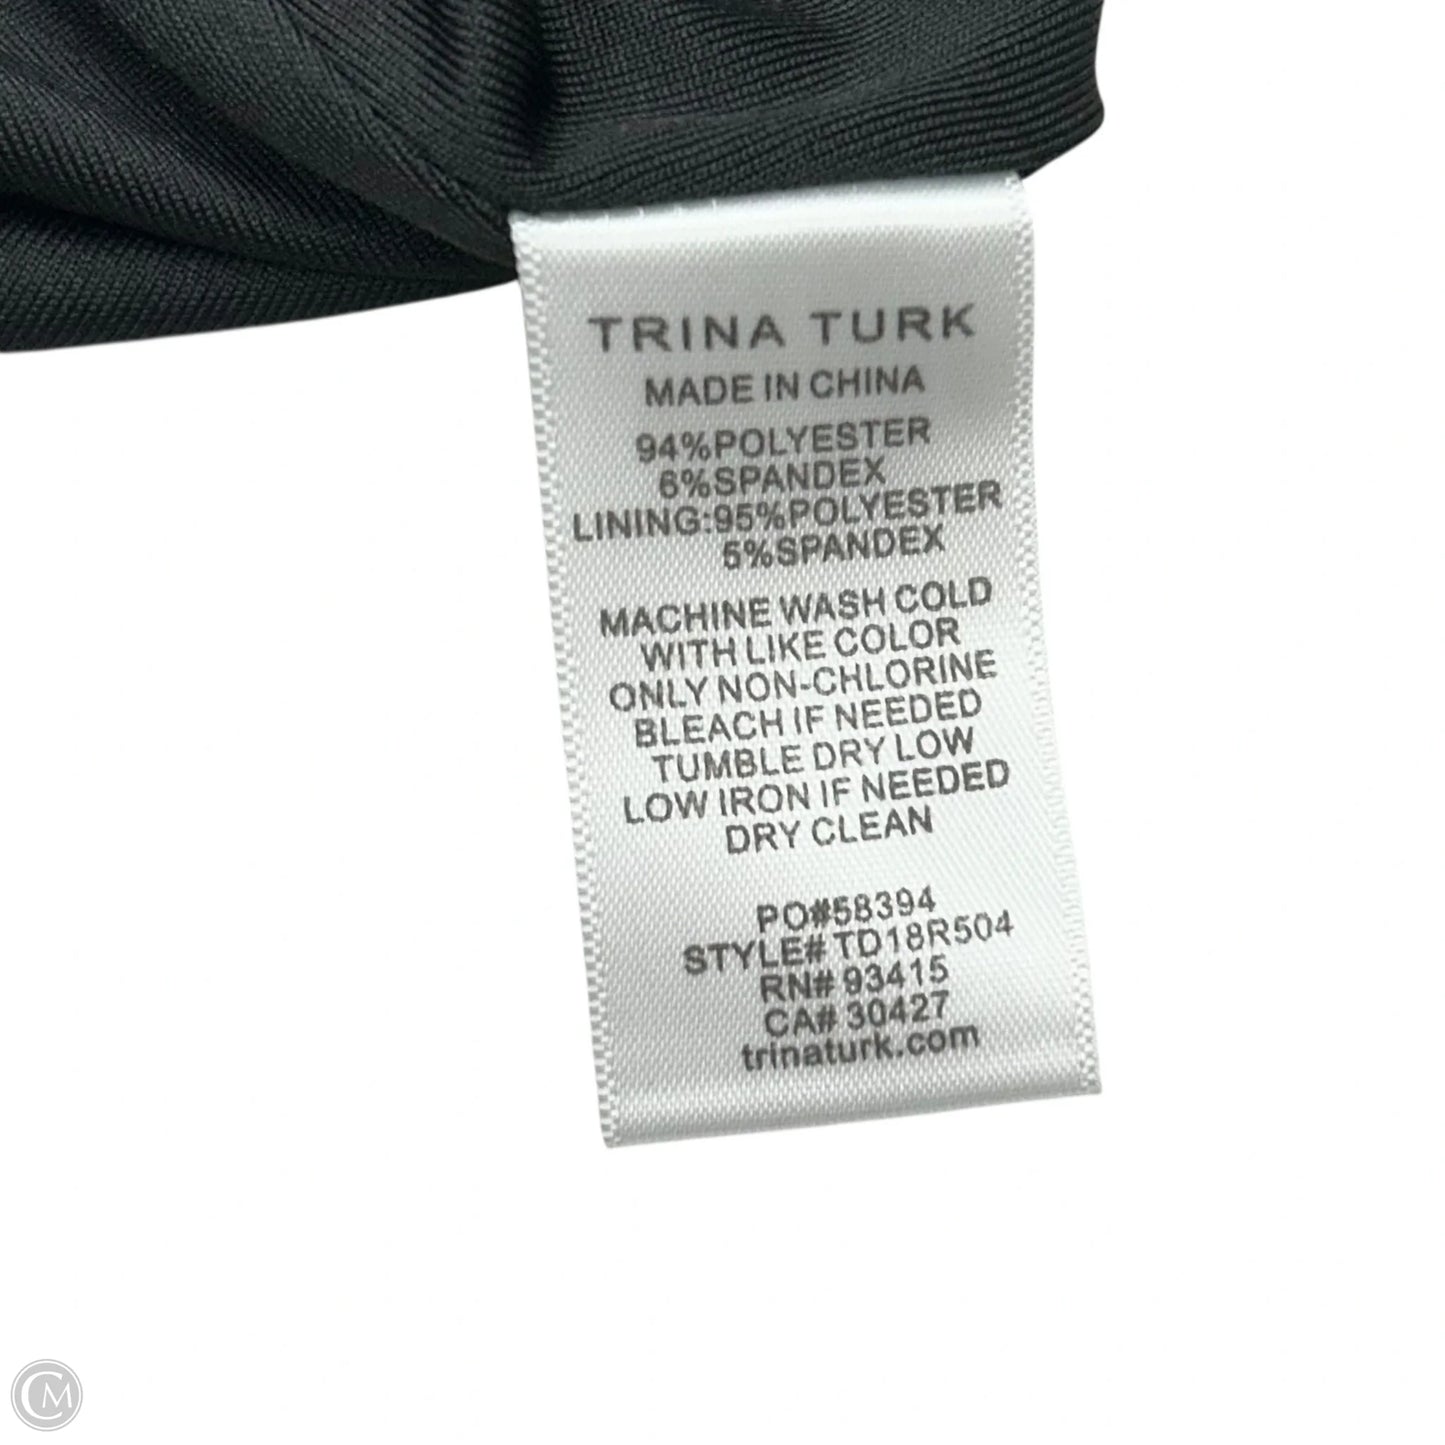 TRINA TURK
MADE IN CHINA
94%POLYESTER
6%SPANDEX
LINING:95%POLYESTER
5%SPANDEX
MACHINE WASH COLD
WITH LIKE COLOR
ONLY NON-CHLORINE
BLEACH IF NEEDED
TUMBLE DRY LOW
LOW IRON IF NEEDED
DRY CLEAN
PO#58394
STYLE# TD18R504
RN# 93415
CA# 30427
trinaturk.com
CM